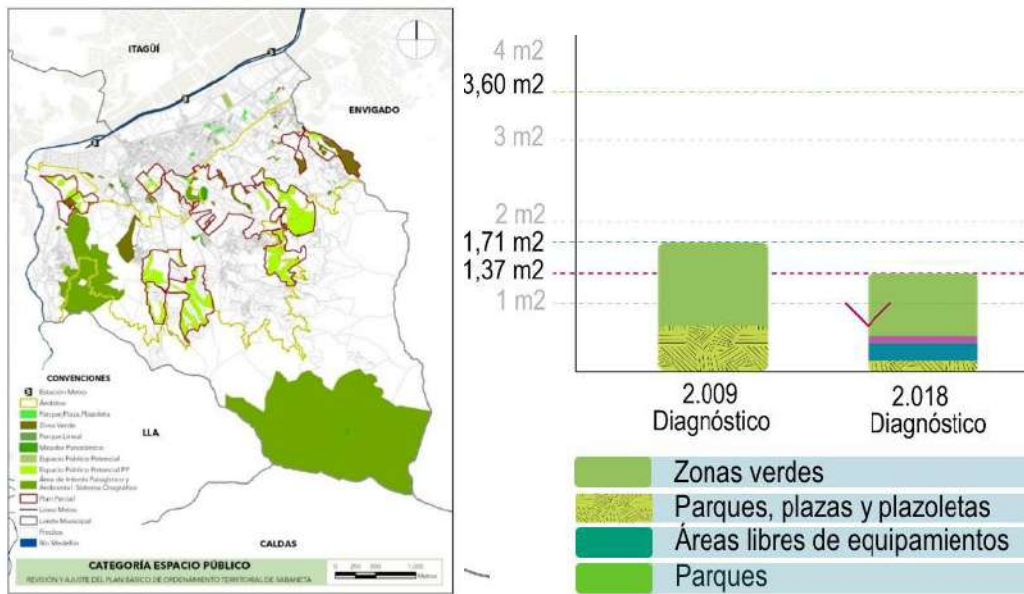 ITAGÜÍ
ENVIGADO
LLA
CALDAS
CONVENCIONES
Estación Metro
Ámbitos
Parque/Plaza/Plazoleta
Zona Verde
Parque Lineal
Mirador Panorámico
Espacio Público Potencial
Espacio Público Potencial PP
Área de Interés Paisajístico y
Ambiental. Sistema Orográfico
Plan Parcial
Línea Metro
Límite Municipal
Predios
Río Medellín
CATEGORÍA ESPACIO PÚBLICO
REVISIÓN Y AJUSTE DEL PLAN BÁSICO DE ORDENAMIENTO TERRITORIAL DE SABANETA
Metros
4 m2
3,60 m2
3 m2
2 m2
1,71 m2
1,37 m2
1 m2
2.009
Diagnóstico
2.018
Diagnóstico
Zonas verdes
Parques, plazas y plazoletas
Áreas libres de equipamientos
Parques